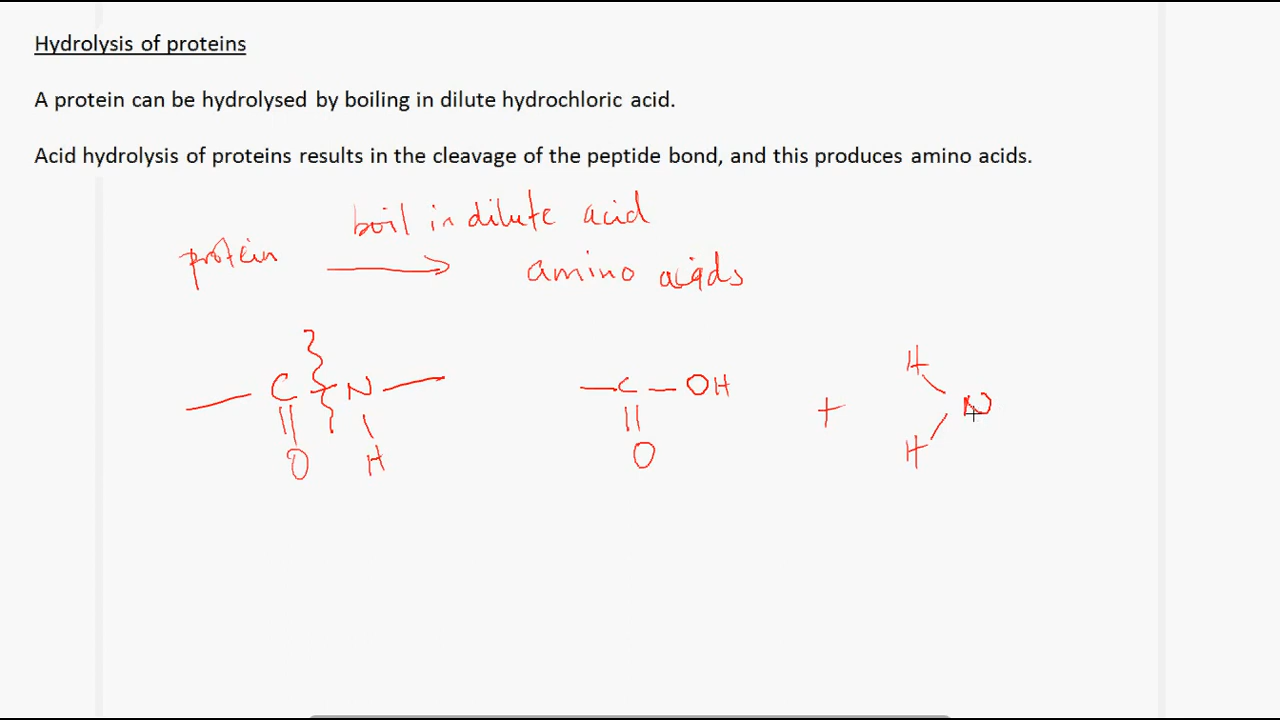 Hydrolysis of proteins
A protein can be hydrolysed by boiling in dilute hydrochloric acid.
Acid hydrolysis of proteins results in the cleavage of the peptide bond, and this produces amino acids.
boil in dilute acid
protein → amino acids
H
— C — N — — C — OH + N
|| | || H
O H O